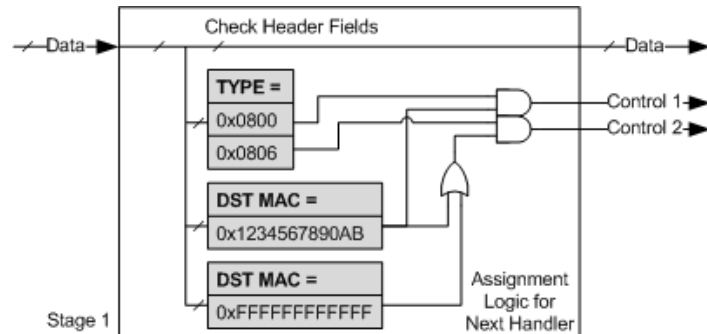 Check Header Fields
Data
Data
TYPE =
0x0800
0x0806
Control 1
Control 2
DST MAC =
0x1234567890AB
DST MAC =
0xFFFFFFFFFFFF
Assignment
Logic for
Next Handler
Stage 1